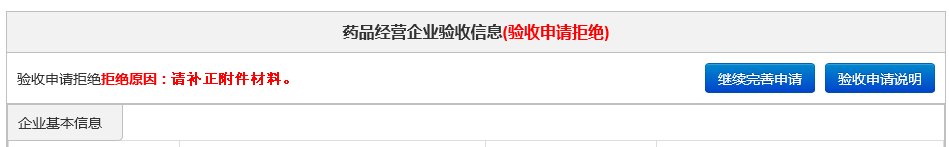 药品经营企业验收信息(验收申请拒绝)
验收申请拒绝拒绝原因：请补正附件材料。 继续完善申请 验收申请说明
企业基本信息